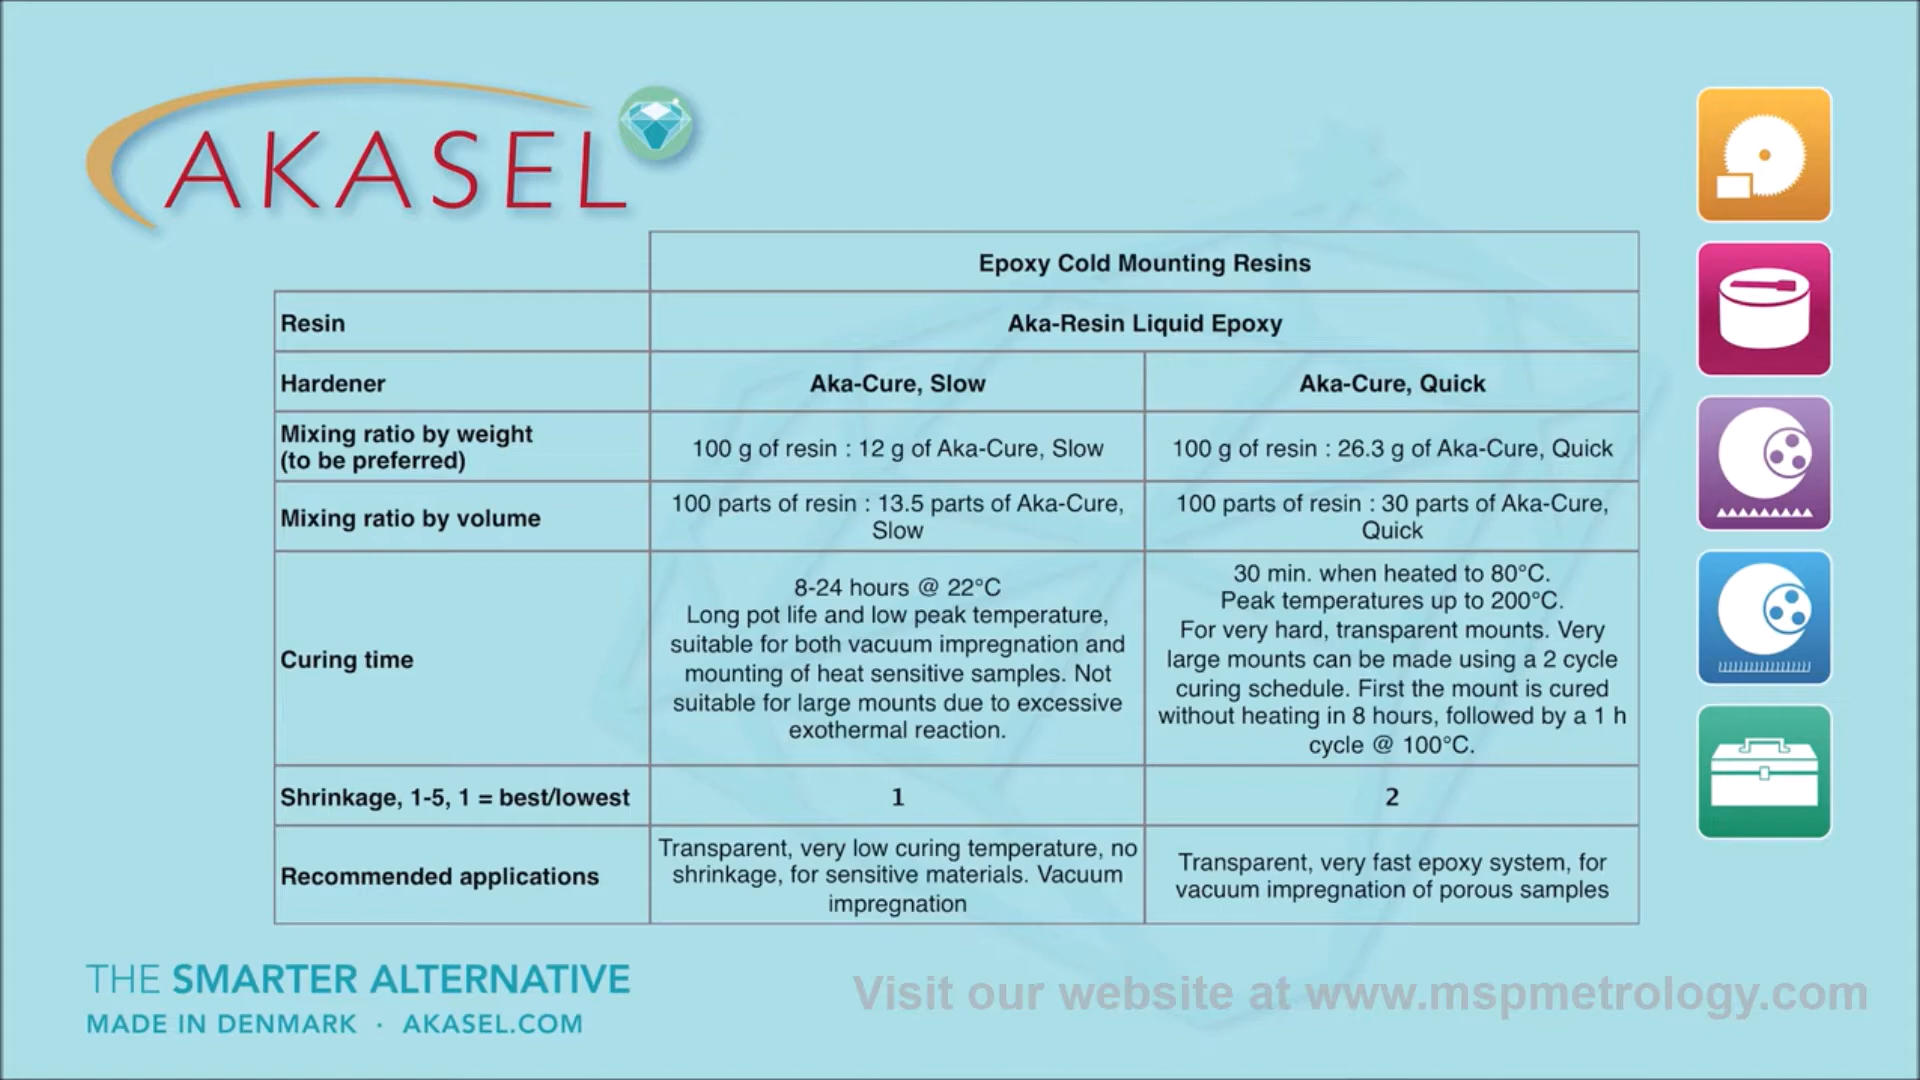 AKASEL
Epoxy Cold Mounting Resins
Resin
Aka-Resin Liquid Epoxy
Hardener
Aka-Cure, Slow
Aka-Cure, Quick
Mixing ratio by weight
(to be preferred)
100 g of resin : 12 g of Aka-Cure, Slow
100 g of resin : 26.3 g of Aka-Cure, Quick
Mixing ratio by volume
100 parts of resin : 13.5 parts of Aka-Cure,
Slow
100 parts of resin : 30 parts of Aka-Cure,
Quick
Curing time
8-24 hours @ 22°C
Long pot life and low peak temperature,
suitable for both vacuum impregnation and
mounting of heat sensitive samples. Not
suitable for large mounts due to excessive
exothermal reaction.
30 min. when heated to 80°C.
Peak temperatures up to 200°C.
For very hard, transparent mounts. Very
large mounts can be made using a 2 cycle
curing schedule. First the mount is cured
without heating in 8 hours, followed by a 1 h
cycle @ 100°C.
Shrinkage, 1-5, 1 = best/lowest
1
2
Recommended applications
Transparent, very low curing temperature, no
shrinkage, for sensitive materials. Vacuum
impregnation
Transparent, very fast epoxy system, for
vacuum impregnation of porous samples
THE SMARTER ALTERNATIVE
MADE IN DENMARK · AKASEL.COM
Visit our website at www.mspmetrology.com